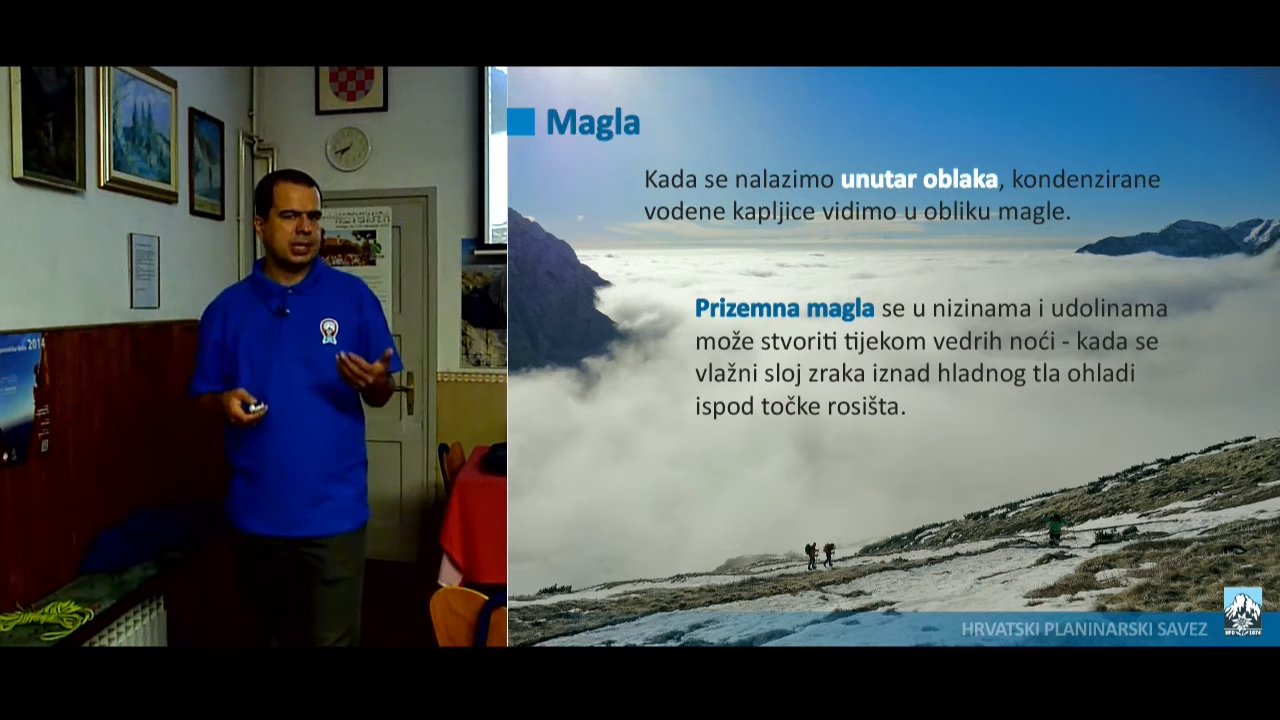 Magla
Kada se nalazimo unutar oblaka, kondenzirane
vodene kapljice vidimo u obliku magle.
Prizemna magla se u nizinama i udolinama
može stvoriti tijekom vedrih noći - kada se
vlažni sloj zraka iznad hladnog tla ohladi
ispod točke rosišta.
HRVATSKI PLANINARSKI SAVEZ
HPD 1874
2014